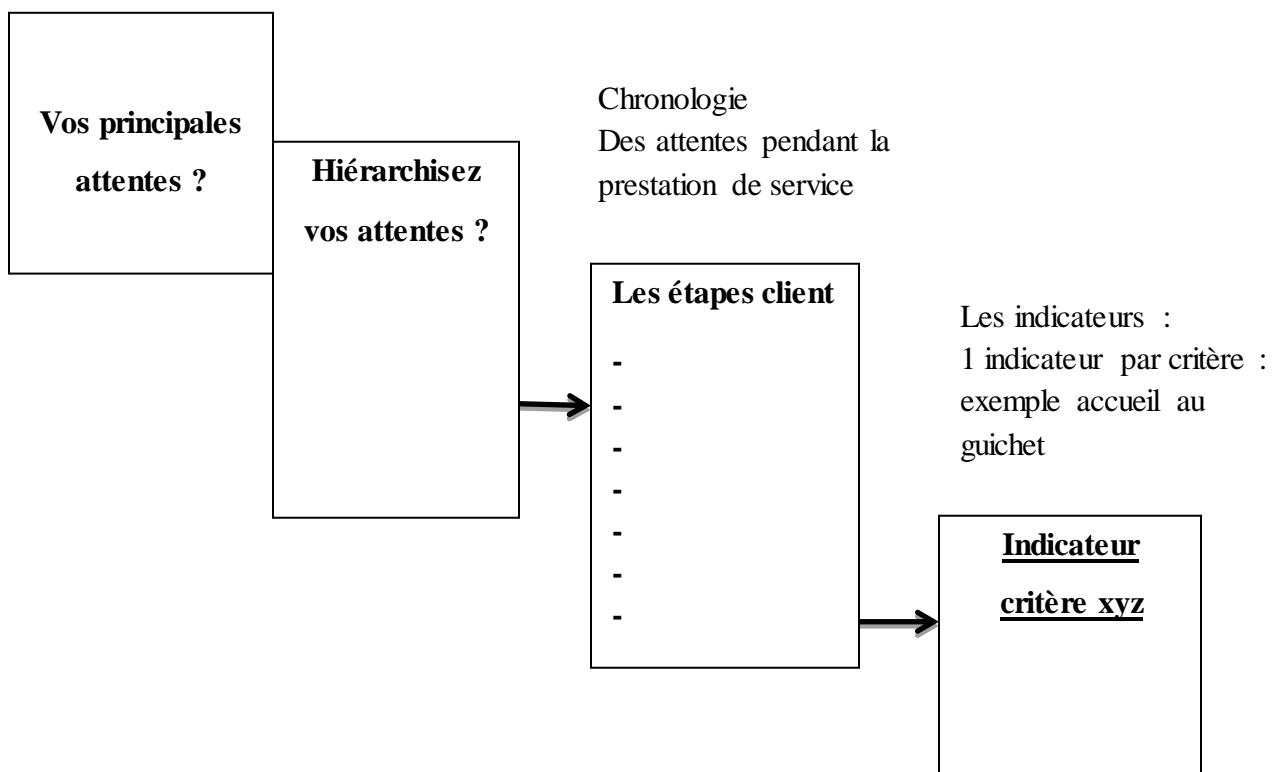 Vos principales
attentes ?
Hiérarchisez
vos attentes ?
Chronologie
Des attentes pendant la
prestation de service
Les étapes client
-
-
-
-
-
-
-
Les indicateurs :
1 indicateur par critère :
exemple accueil au
guichet
Indicateur
critère xyz